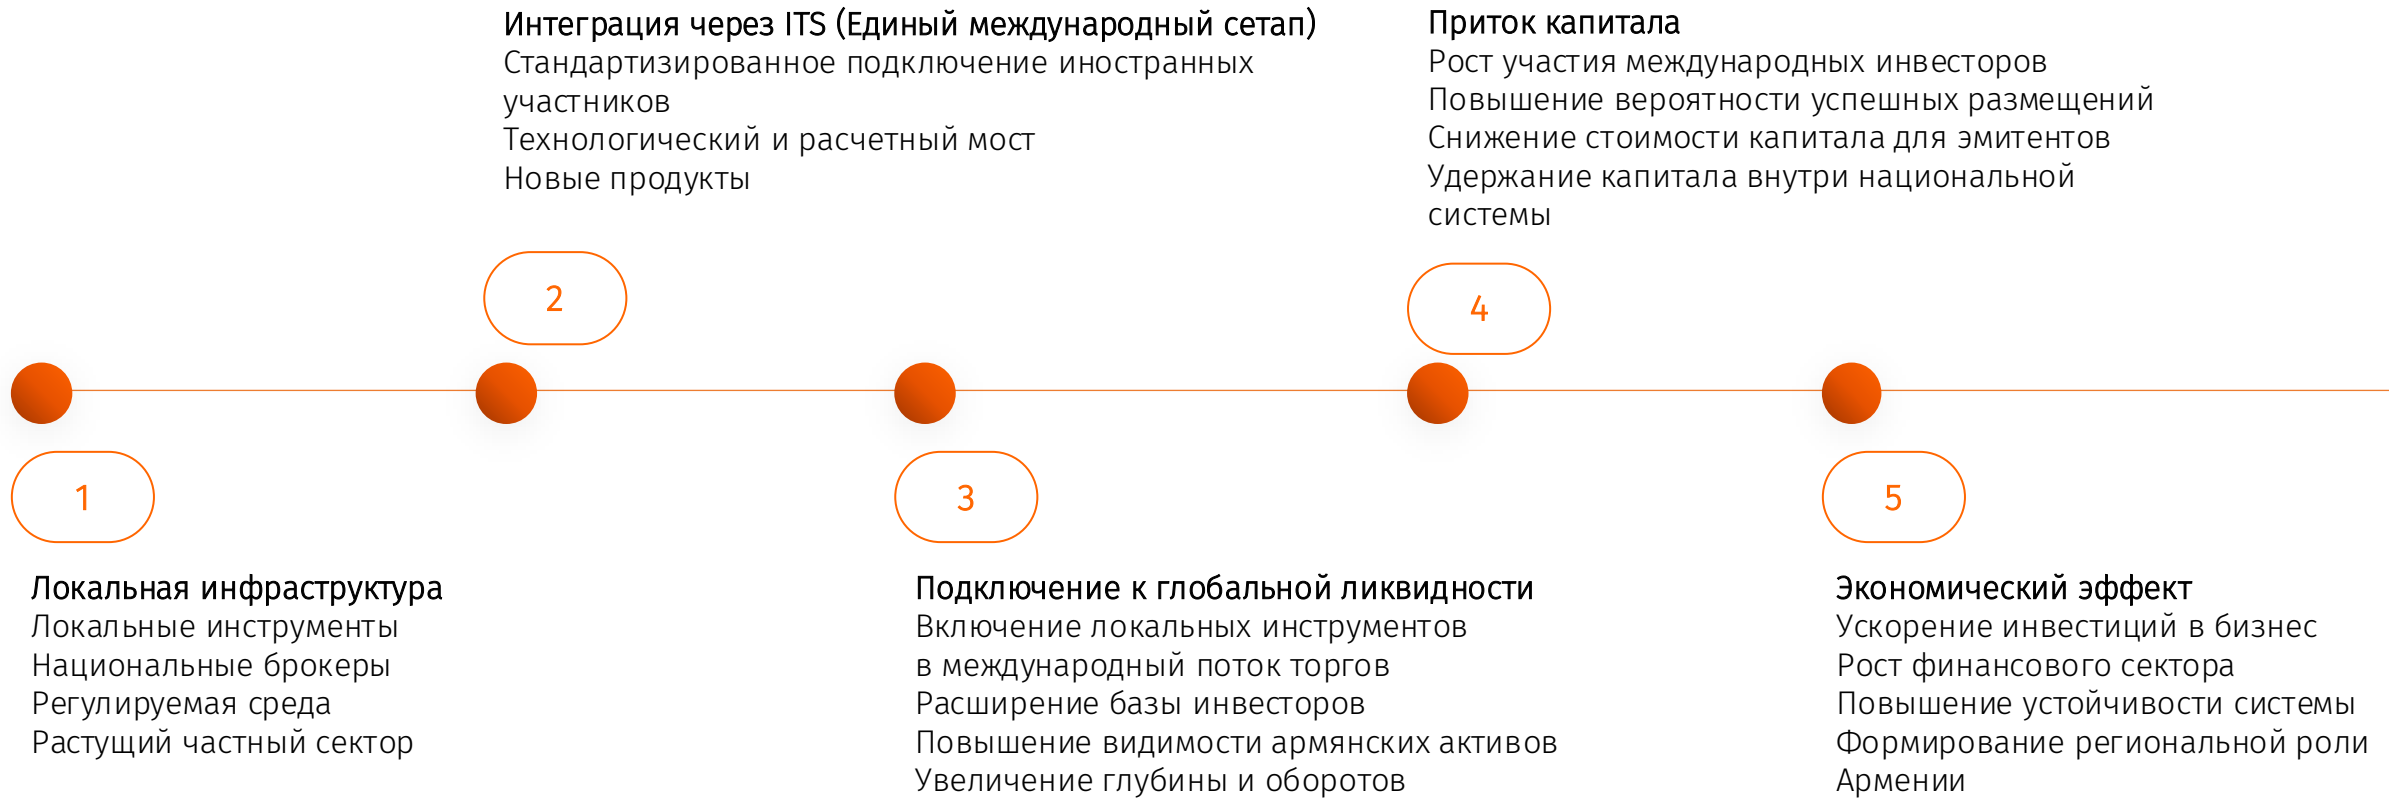 Интеграция через ITS (Единый международный сетап)
Стандартизированное подключение иностранных
участников
Технологический и расчетный мост
Новые продукты
Приток капитала
Рост участия международных инвесторов
Повышение вероятности успешных размещений
Снижение стоимости капитала для эмитентов
Удержание капитала внутри национальной
системы
2
4
1
3
5
Локальная инфраструктура
Локальные инструменты
Национальные брокеры
Регулируемая среда
Растущий частный сектор
Подключение к глобальной ликвидности
Включение локальных инструментов
в международный поток торгов
Расширение базы инвесторов
Повышение видимости армянских активов
Увеличение глубины и оборотов
Экономический эффект
Ускорение инвестиций в бизнес
Рост финансового сектора
Повышение устойчивости системы
Формирование региональной роли
Армении